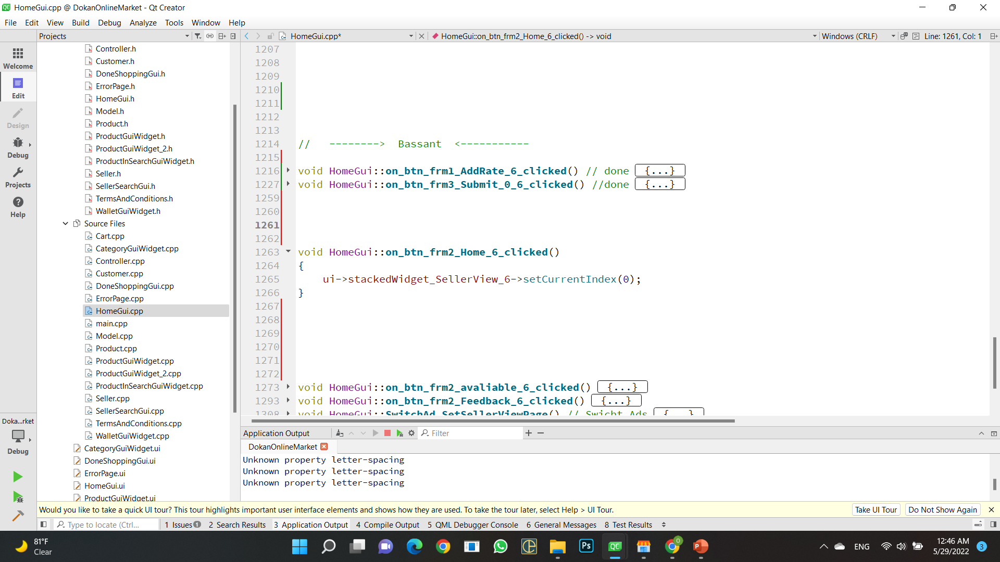 HomeGui.cpp @ DokanOnlineMarket - Qt Creator
File Edit View Build Debug Analyze Tools Window Help
Projects
HomeGui.cpp*
HomeGui::on_btn_frm2_Home_6_clicked() -> void
Windows (CRLF)
Line: 1261, Col: 1
Welcome
Edit
Design
Debug
Projects
Help
Doka...rket
Debug
Controller.h
Customer.h
DoneShoppingGui.h
ErrorPage.h
HomeGui.h
Model.h
Product.h
ProductGuiWidget.h
ProductGuiWidget_2.h
ProductInSearchGuiWidget.h
Seller.h
SellerSearchGui.h
TermsAndConditions.h
WalletGuiWidget.h
Source Files
Cart.cpp
CategoryGuiWidget.cpp
Controller.cpp
Customer.cpp
DoneShoppingGui.cpp
ErrorPage.cpp
HomeGui.cpp
main.cpp
Model.cpp
Product.cpp
ProductGuiWidget.cpp
ProductGuiWidget_2.cpp
ProductInSearchGuiWidget.cpp
Seller.cpp
SellerSearchGui.cpp
TermsAndConditions.cpp
WalletGuiWidget.cpp
CategoryGuiWidget.ui
DoneShoppingGui.ui
ErrorPage.ui
HomeGui.ui
ProductGuiWidget.ui
1207
1208
1209
1210
1211
1212
1213
1214 // --------> Bassant <-----------
1215
1216 void HomeGui::on_btn_frm1_AddRate_6_clicked() // done {...}
1227 void HomeGui::on_btn_frm3_Submit_0_6_clicked() //done {...}
1259
1260
1261
1262
1263 void HomeGui::on_btn_frm2_Home_6_clicked()
1264 {
1265 ui->stackedWidget_SellerView_6->setCurrentIndex(0);
1266 }
1267
1268
1269
1270
1271
1272
1273 void HomeGui::on_btn_frm2_avaliable_6_clicked() {...}
1293 void HomeGui::on_btn_frm2_Feedback_6_clicked() {...}
1308 void HomeGui::SwitchAd_SetSellerViewPage() // Swicht Ads {...}
Application Output
Filter
DokanOnlineMarket
Unknown property letter-spacing
Unknown property letter-spacing
Unknown property letter-spacing
Would you like to take a quick UI tour? This tour highlights important user interface elements and shows how they are used. To take the tour later, select Help > UI Tour.
Take UI Tour
Do Not Show Again
Type to locate (Ctrl...
1 Issues 1
2 Search Results
3 Application Output
4 Compile Output
5 QML Debugger Console
6 General Messages
8 Test Results
81°F
Clear
Ps
QC
0
P
ENG
12:46 AM
5/29/2022
3